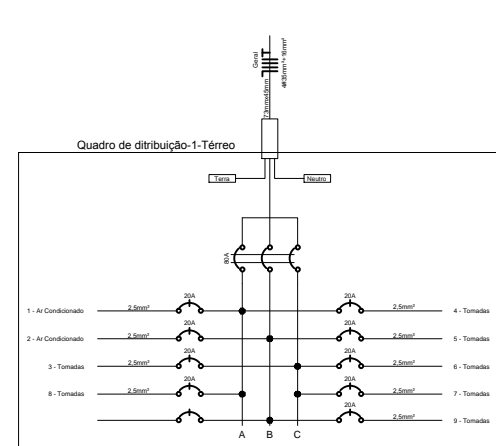 Geral
4#35mm²+16mm²
73mmx45mm
Quadro de ditribuição-1-Térreo
Terra
Neutro
80A
1 - Ar Condicionado 2,5mm² 20A 20A 2,5mm² 4 - Tomadas
2 - Ar Condicionado 2,5mm² 20A 20A 2,5mm² 5 - Tomadas
3 - Tomadas 2,5mm² 20A 20A 2,5mm² 6 - Tomadas
8 - Tomadas 2,5mm² 20A 20A 2,5mm² 7 - Tomadas
20A 2,5mm² 9 - Tomadas
A B C